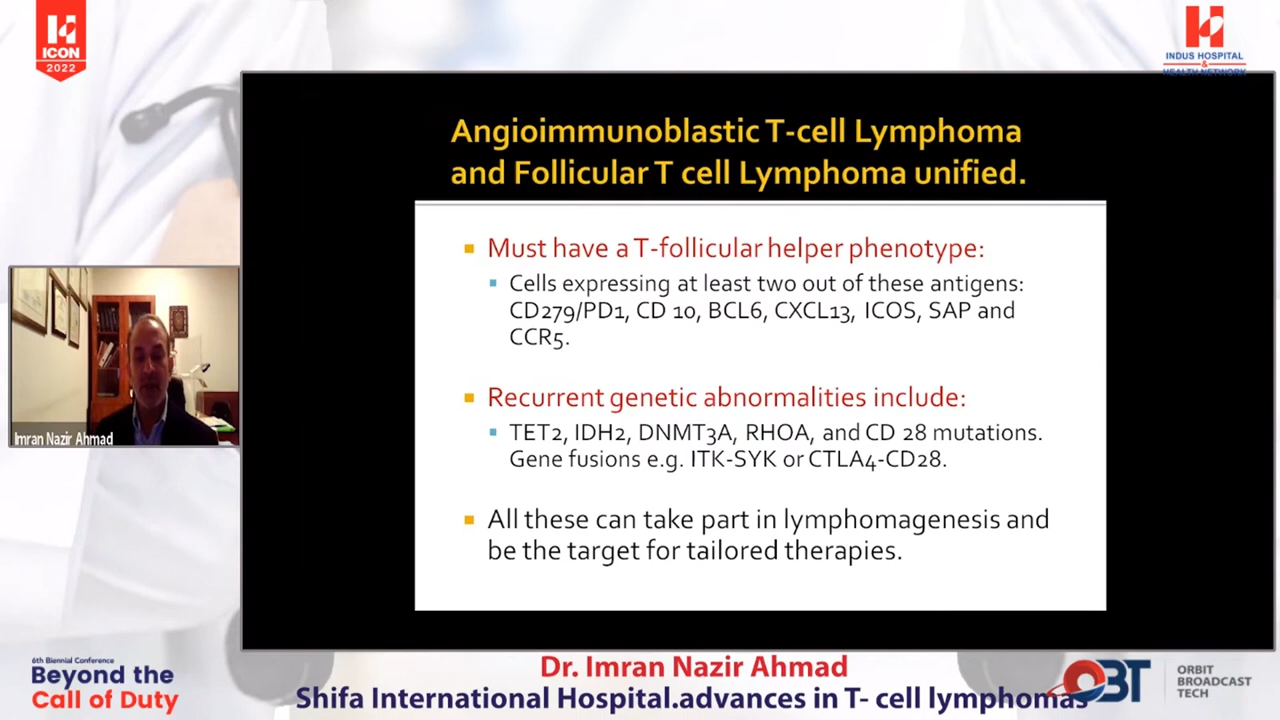 ICON
2022
INDUS HOSPITAL
&
HEALTH NETWORK
Angioimmunoblastic T-cell Lymphoma
and Follicular T cell Lymphoma unified.
Must have a T-follicular helper phenotype:
Cells expressing at least two out of these antigens:
CD279/PD1, CD 10, BCL6, CXCL13, ICOS, SAP and
CCR5.
Recurrent genetic abnormalities include:
TET2, IDH2, DNMT3A, RHOA, and CD 28 mutations.
Gene fusions e.g. ITK-SYK or CTLA4-CD28.
All these can take part in lymphomagenesis and
be the target for tailored therapies.
Imran Nazir Ahmad
6th Biennial Conference
Beyond the
Call of Duty
Dr. Imran Nazir Ahmad
Shifa International Hospital.advances in T- cell lymphomas
OBT
ORBIT
BROADCAST
TECH